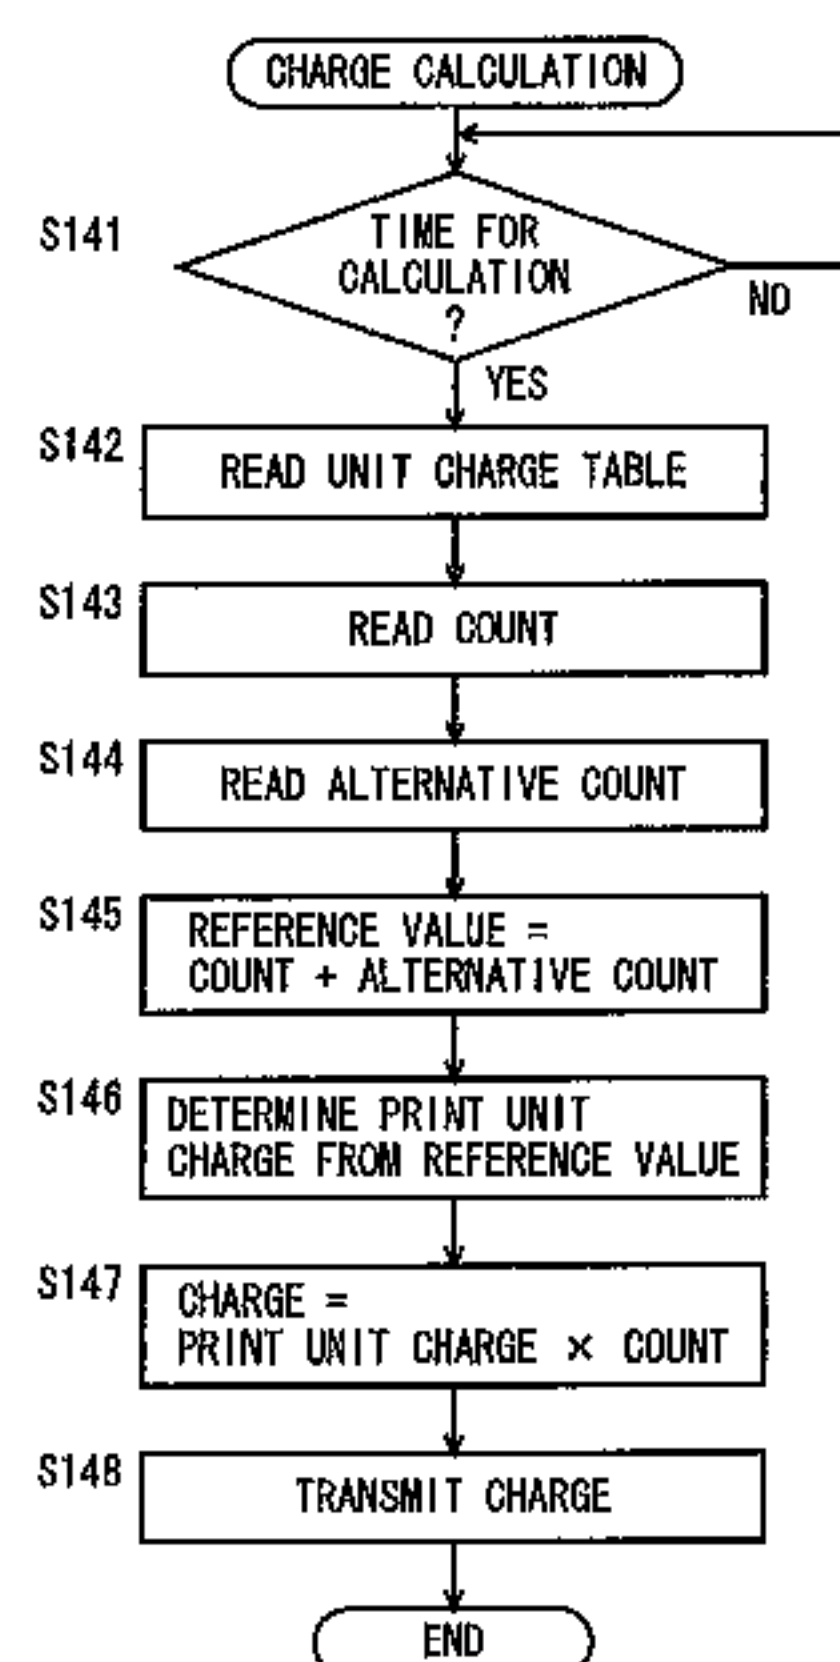 CHARGE CALCULATION
S141
TIME FOR
CALCULATION
?
NO
YES
S142
READ UNIT CHARGE TABLE
S143
READ COUNT
S144
READ ALTERNATIVE COUNT
S145
REFERENCE VALUE =
COUNT + ALTERNATIVE COUNT
S146
DETERMINE PRINT UNIT
CHARGE FROM REFERENCE VALUE
S147
CHARGE =
PRINT UNIT CHARGE × COUNT
S148
TRANSMIT CHARGE
END